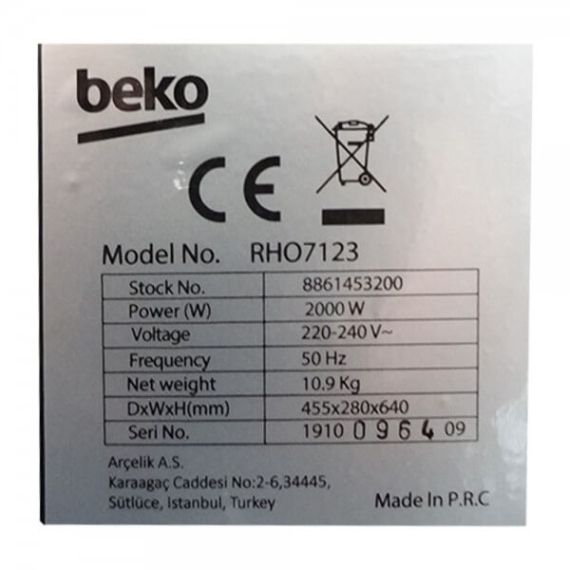 beko
CE
Model No. RHO7123
Stock No. 8861453200
Power (W) 2000 W
Voltage 220-240 V~
Frequency 50 Hz
Net weight 10.9 Kg
DxWxH(mm) 455x280x640
Seri No. 1910 0964 09
Arçelik A.S.
Karaagaç Caddesi No:2-6,34445,
Sütlüce, Istanbul, Turkey
Made In P.R.C